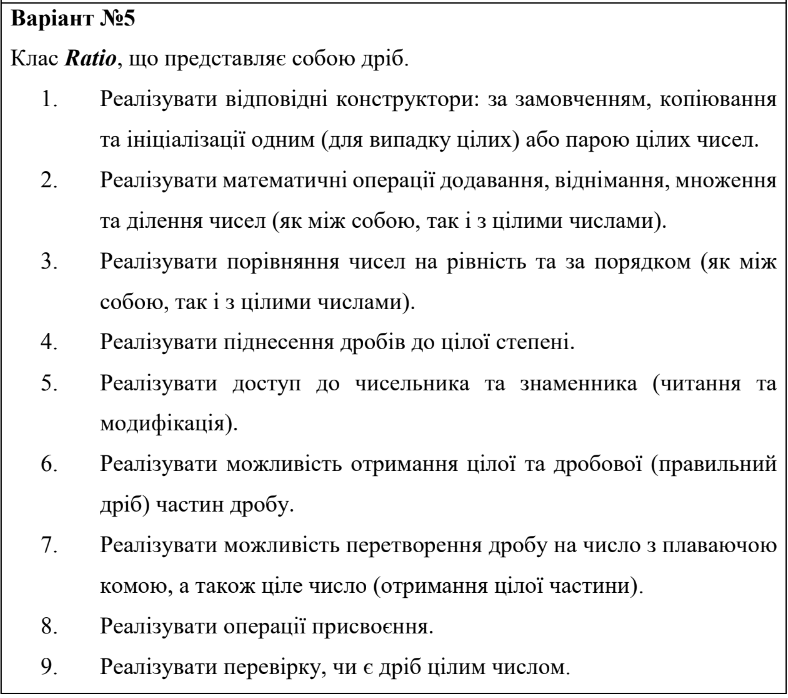 Варіант №5
Клас Ratio, що представляє собою дріб.
1. Реалізувати відповідні конструктори: за замовченням, копіювання
та ініціалізації одним (для випадку цілих) або парою цілих чисел.
2. Реалізувати математичні операції додавання, віднімання, множення
та ділення чисел (як між собою, так і з цілими числами).
3. Реалізувати порівняння чисел на рівність та за порядком (як між
собою, так і з цілими числами).
4. Реалізувати піднесення дробів до цілої степені.
5. Реалізувати доступ до чисельника та знаменника (читання та
модифікація).
6. Реалізувати можливість отримання цілої та дробової (правильний
дріб) частин дробу.
7. Реалізувати можливість перетворення дробу на число з плаваючою
комою, а також ціле число (отримання цілої частини).
8. Реалізувати операції присвоєння.
9. Реалізувати перевірку, чи є дріб цілим числом.